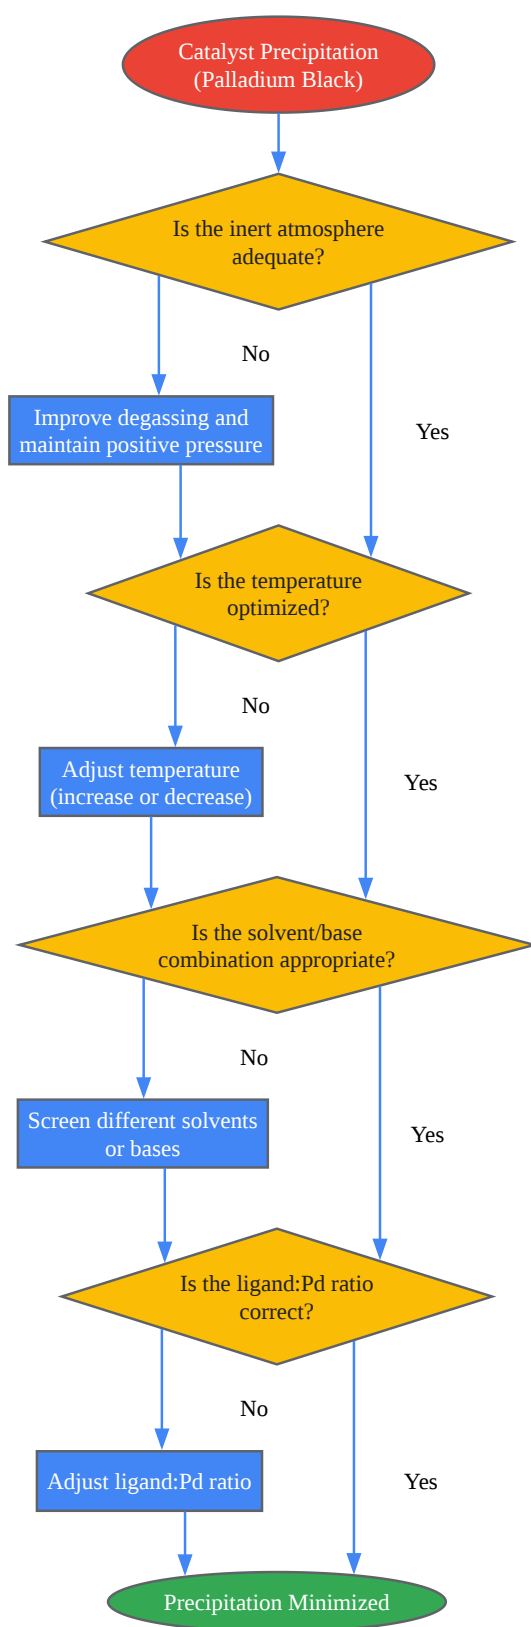 Catalyst Precipitation
(Palladium Black)
Is the inert atmosphere
adequate?
No
Improve degassing and
maintain positive pressure
Yes
Is the temperature
optimized?
No
Adjust temperature
(increase or decrease)
Yes
Is the solvent/base
combination appropriate?
No
Screen different solvents
or bases
Yes
Is the ligand:Pd ratio
correct?
No
Adjust ligand:Pd ratio
Yes
Precipitation Minimized